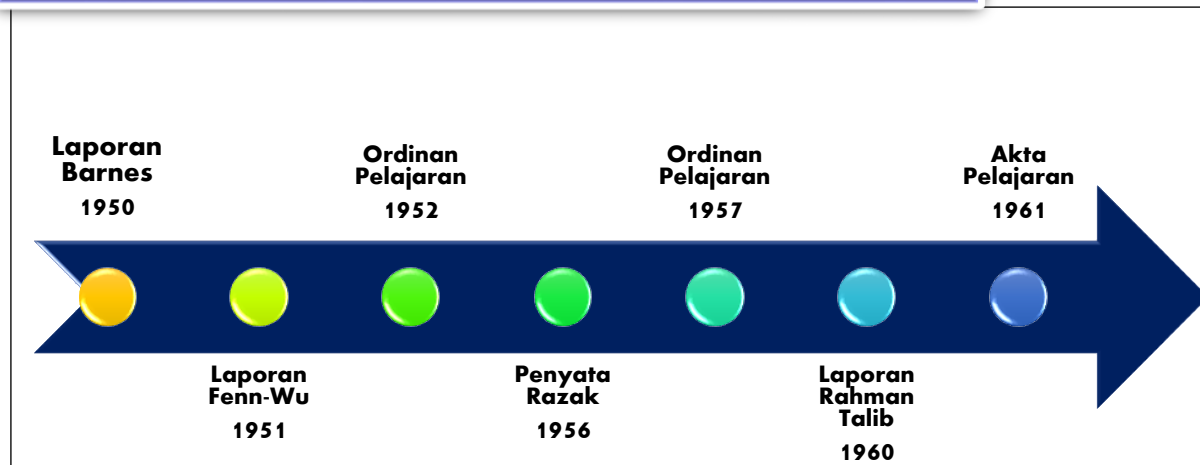 Laporan
Barnes
1950
Laporan
Fenn-Wu
1951
Ordinan
Pelajaran
1952
Penyata
Razak
1956
Ordinan
Pelajaran
1957
Laporan
Rahman
Talib
1960
Akta
Pelajaran
1961